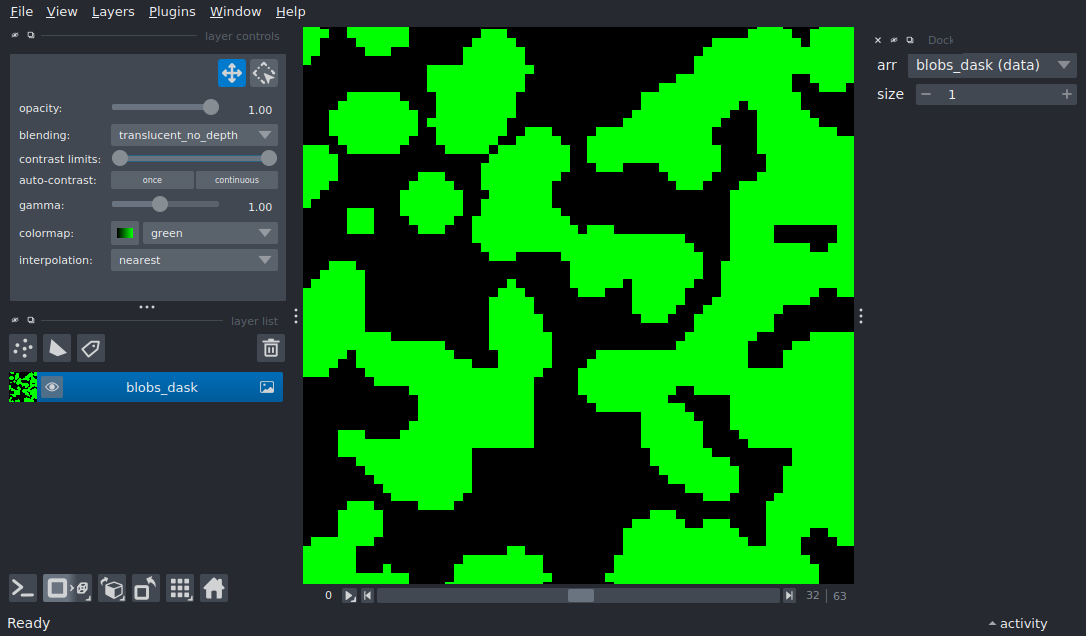 File View Layers Plugins Window Help
layer controls
opacity: 1.00
blending: translucent_no_depth
contrast limits:
auto-contrast: once continuous
gamma: 1.00
colormap: green
interpolation: nearest
layer list
blobs_dask
0 32 63
Ready
Dock
arr blobs_dask (data)
size 1
activity